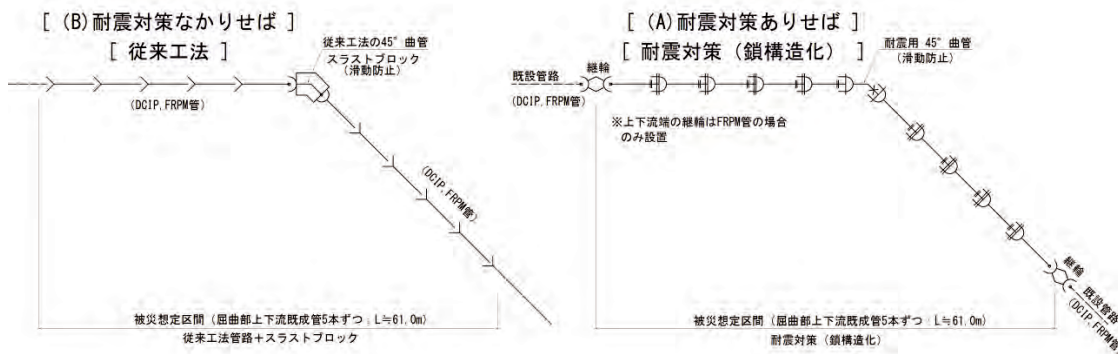 [ (B)耐震対策なかりせば ]
[ 従来工法 ]
従来工法の45°曲管
スラストブロック
(滑動防止)
(DCIP,FRPM管)
(DCIP,FRPM管)
被災想定区間(屈曲部上下流既成管5本ずつ L≒61.0m)
従来工法管路+スラストブロック
[ (A)耐震対策ありせば ]
[ 耐震対策(鎖構造化) ]
耐震用 45°曲管
(滑動防止)
既設管路
継輪
(DCIP,FRPM管)
※上下流端の継輪はFRPM管の場合
のみ設置
継輪
既設管路
(DCIP,FRPM管)
被災想定区間(屈曲部上下流既成管5本ずつ L≒61.0m)
耐震対策(鎖構造化)